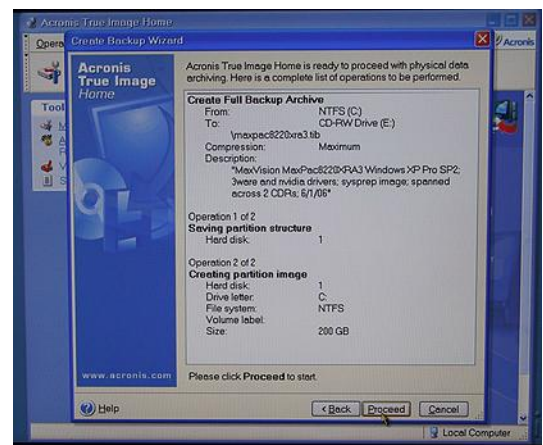 Acronis True Image Home
Opera
Create Backup Wizard
Acronis
Acronis
True Image
Home
Acronis True Image Home is ready to proceed with physical data
archiving. Here is a complete list of operations to be performed.
Tool
Create Full Backup Archive
From: NTFS (C:)
To: CD-RW Drive (E:)
\maxpac8220xra3.tib
Compression: Maximum
Description:
"MaxVision MaxPac8220XRA3 Windows XP Pro SP2;
3ware and nvidia drivers; sysprep image; spanned
across 2 CDRs; 6/1/06"
Operation 1 of 2
Saving partition structure
Hard disk: 1
Operation 2 of 2
Creating partition image
Hard disk: 1
Drive letter: C:
File system: NTFS
Volume label:
Size: 200 GB
www.acronis.com
Please click Proceed to start.
Help
< Back
Proceed
Cancel
Local Computer